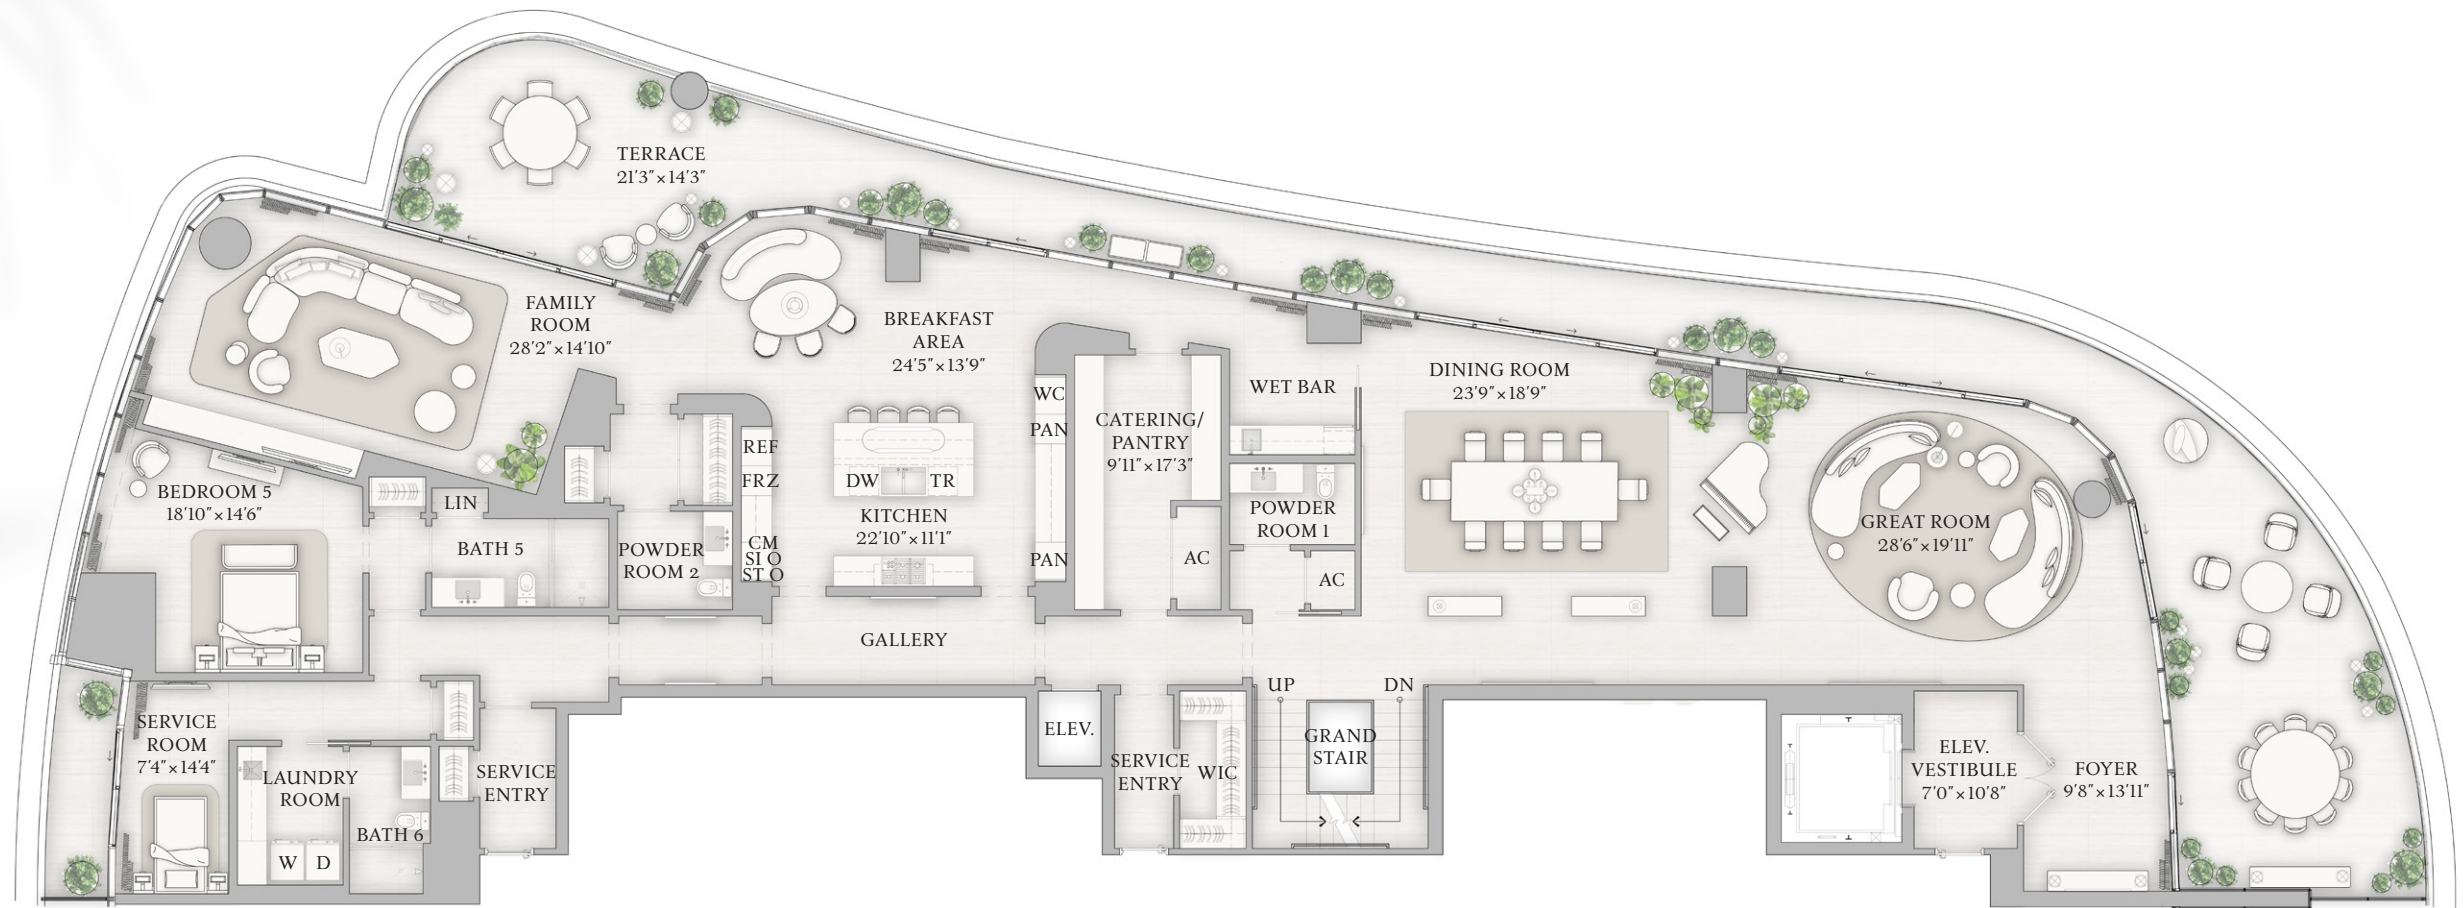 TERRACE
21'3"×14'3"
FAMILY
ROOM
28'2"×14'10"
BREAKFAST
AREA
24'5"×13'9"
WC
PAN
PAN
CATERING/
PANTRY
9'11"×17'3"
WET BAR
DINING ROOM
23'9"×18'9"
REF
FRZ
CM
SI O
ST O
DW
TR
KITCHEN
22'10"×11'1"
BEDROOM 5
18'10"×14'6"
LIN
BATH 5
POWDER
ROOM 2
AC
POWDER
ROOM 1
AC
GREAT ROOM
28'6"×19'11"
GALLERY
SERVICE
ROOM
7'4"×14'4"
LAUNDRY
ROOM
W
D
BATH 6
SERVICE
ENTRY
ELEV.
SERVICE
ENTRY
WIC
UP
DN
GRAND
STAIR
ELEV.
VESTIBULE
7'0"×10'8"
FOYER
9'8"×13'11"